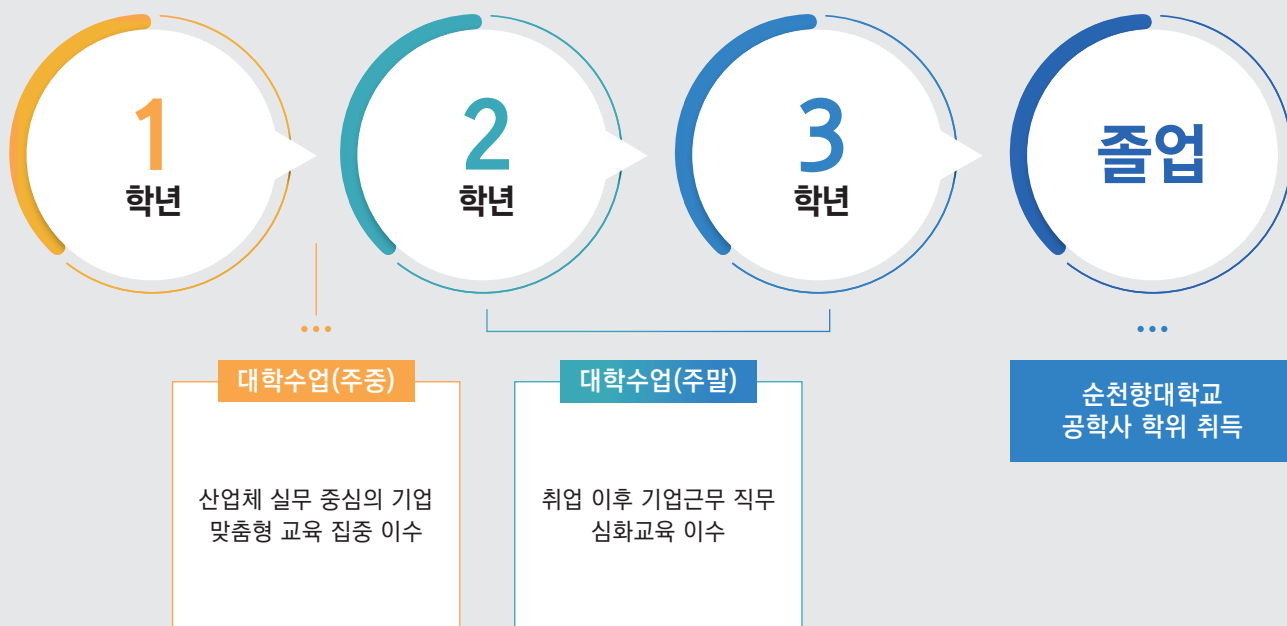 1
학년
2
학년
3
학년
졸업
대학수업(주중)
산업체 실무 중심의 기업
맞춤형 교육 집중 이수
대학수업(주말)
취업 이후 기업근무 직무
심화교육 이수
순천향대학교
공학사 학위 취득